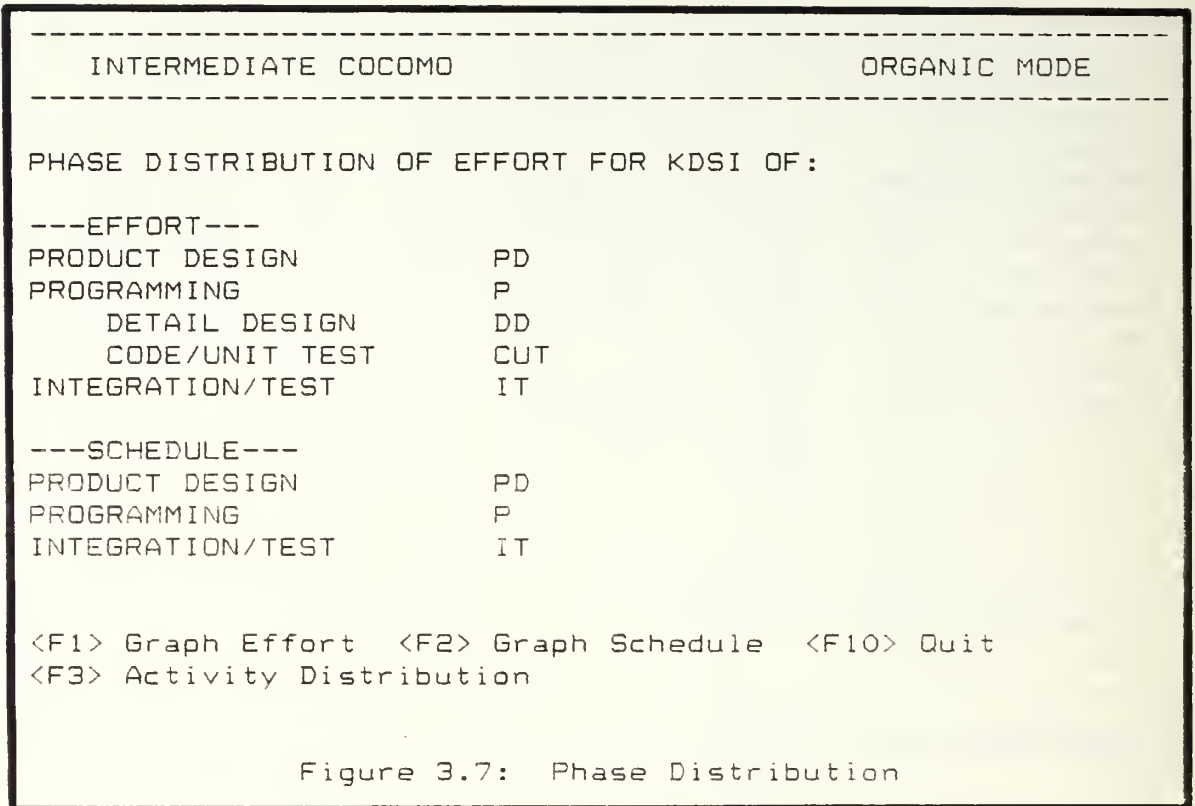 INTERMEDIATE COCOMO ORGANIC MODE
PHASE DISTRIBUTION OF EFFORT FOR KDSI OF:
---EFFORT---
PRODUCT DESIGN PD
PROGRAMMING P
DETAIL DESIGN DD
CODE/UNIT TEST CUT
INTEGRATION/TEST IT
---SCHEDULE---
PRODUCT DESIGN PD
PROGRAMMING P
INTEGRATION/TEST IT
<F1> Graph Effort <F2> Graph Schedule <F10> Quit
<F3> Activity Distribution
Figure 3.7: Phase Distribution